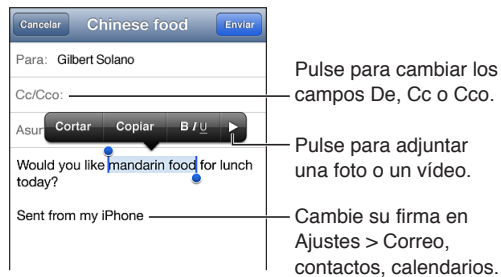 Cancelar Chinese food Enviar
Para: Gilbert Solano
Cc/Cco:
Asun
Cortar Copiar B I U
Would you like mandarin food for lunch
today?
Sent from my iPhone
Pulse para cambiar los
campos De, Cc o Cco.
Pulse para adjuntar
una foto o un vídeo.
Cambie su firma en
Ajustes > Correo,
contactos, calendarios.